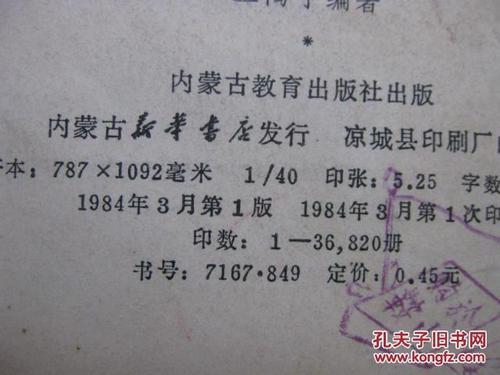 编著
*
内蒙古教育出版社出版
内蒙古新华书店发行 凉城县印刷厂
本：787×1092毫米 1/40 印张：5.25 字数
1984年3月第1版 1984年3月第1次印
印数：1—36,820册
书号：7167·849 定价：0.45元
孔夫子旧书网
www.kongfz.com